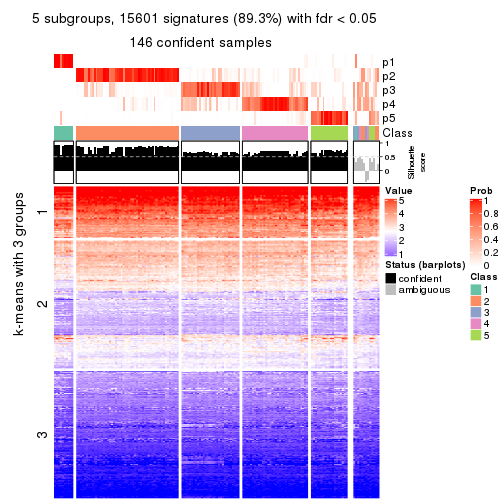 5 subgroups, 15601 signatures (89.3%) with fdr < 0.05
146 confident samples
p1
p2
p3
p4
p5
Class
1
0.5
0
Silhouette
score
k-means with 3 groups
1
2
3
Value
5
4
3
2
1
Status (barplots)
confident
ambiguous
Prob
1
0.8
0.6
0.4
0.2
0
Class
1
2
3
4
5